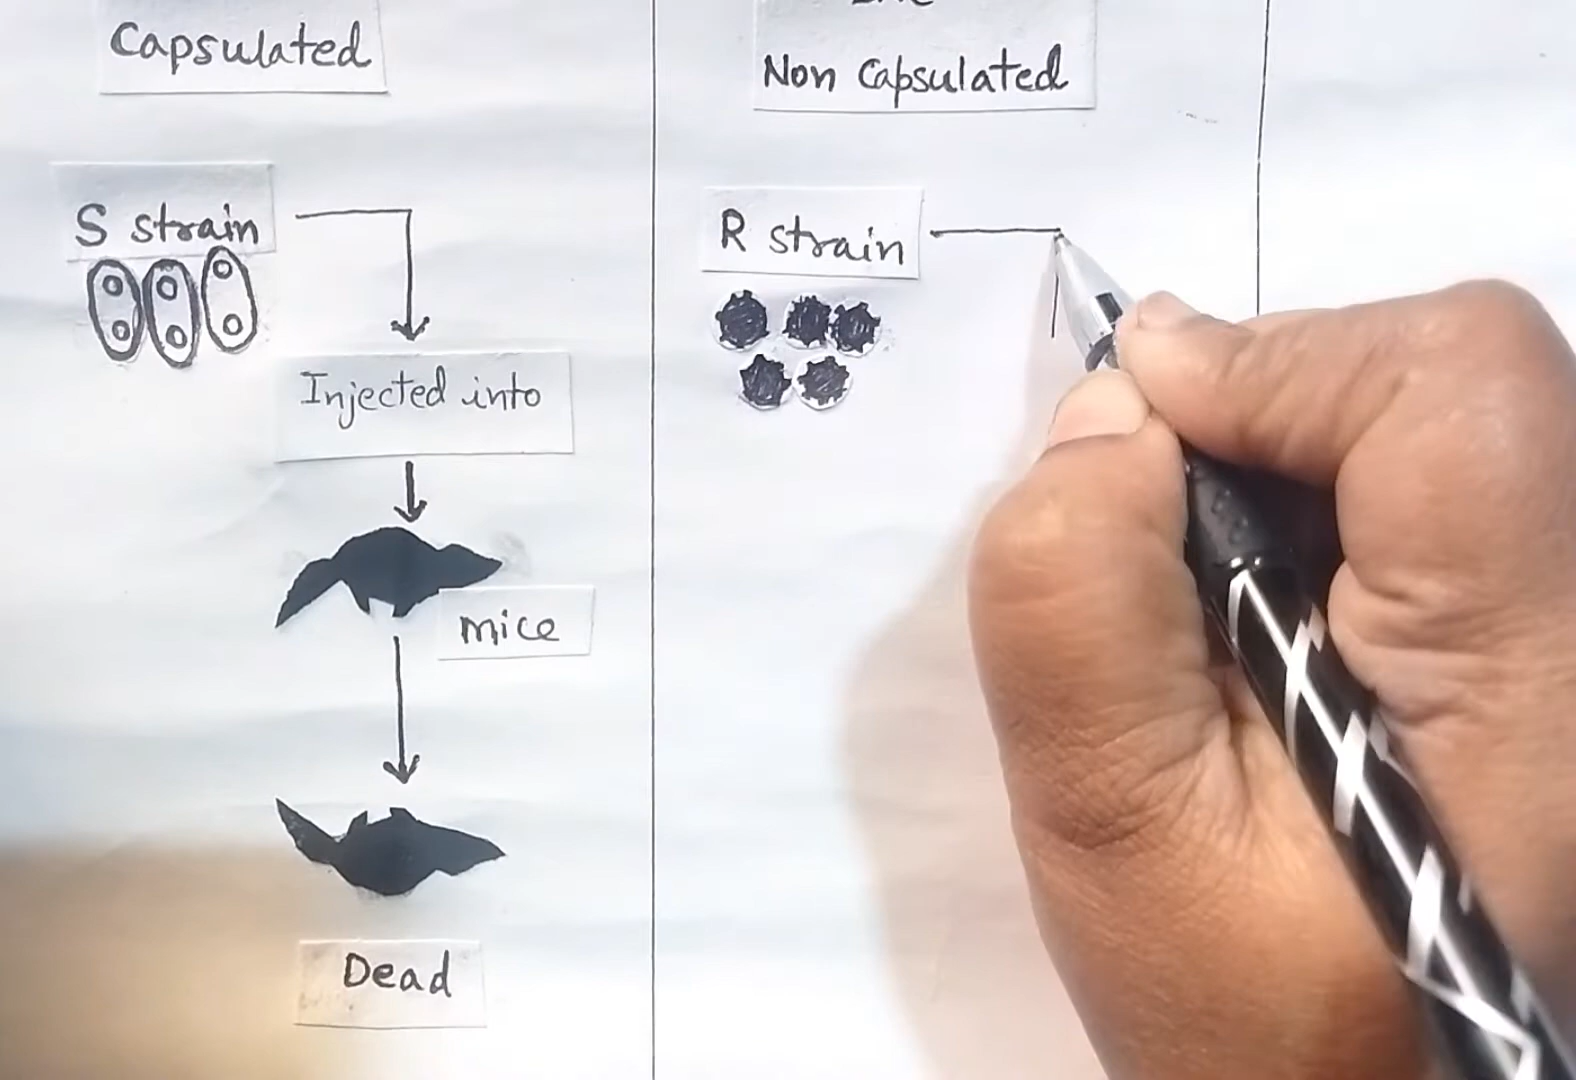 Capsulated
Non Capsulated
S strain
R strain
Injected into
mice
Dead